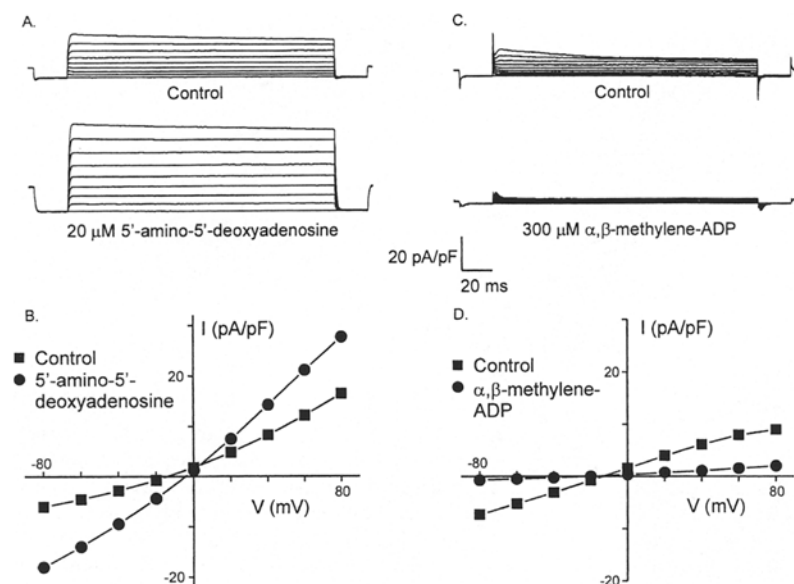 A.
Control
20 μM 5'-amino-5'-deoxyadenosine
C.
Control
300 μM α,β-methylene-ADP
20 pA/pF
20 ms
B.
I (pA/pF)
Control
5'-amino-5'-
deoxyadenosine
20
-80
80
V (mV)
-20
D.
I (pA/pF)
Control
α,β-methylene-
ADP
20
-80
80
V (mV)
-20